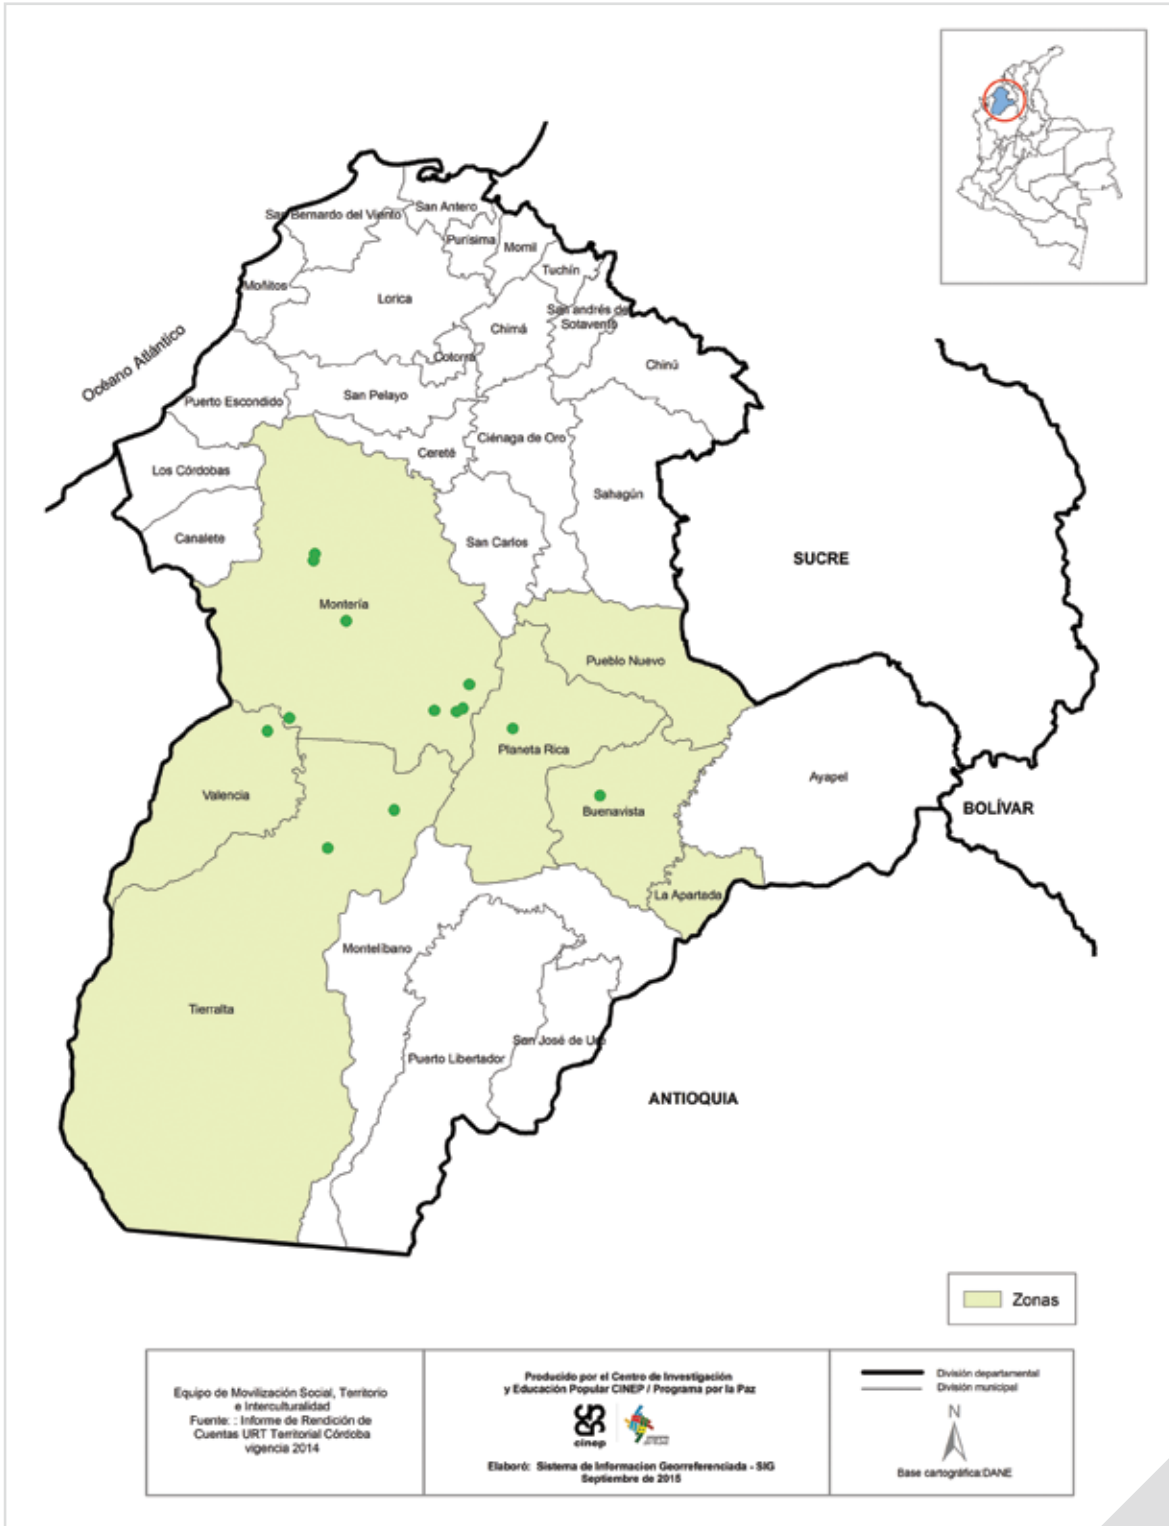 San Bernardo del Viento
San Antero
Purísima
Momil
Tuchín
Moñitos
Lorica
San andrés de
Sotavento
Chimá
Cotorra
Chinú
Océano Atlántico
Puerto Escondido
San Pelayo
Ciénaga de Oro
Cereté
Los Córdobas
Sahagún
Canalete
San Carlos
SUCRE
Montería
Pueblo Nuevo
Planeta Rica
Ayapel
Valencia
Buenavista
BOLÍVAR
La Apartada
Montelíbano
Tierralta
San José de Ure
Puerto Libertador
ANTIOQUIA
Zonas
Equipo de Movilización Social, Territorio
e Interculturalidad
Fuente: : Informe de Rendición de
Cuentas URT Territorial Córdoba
vigencia 2014
Producido por el Centro de Investigación
y Educación Popular CINEP / Programa por la Paz
cinep
Elaboró: Sistema de Informacion Georreferenciada - SIG
Septiembre de 2015
División departamental
División municipal
N
Base cartográfica:DANE